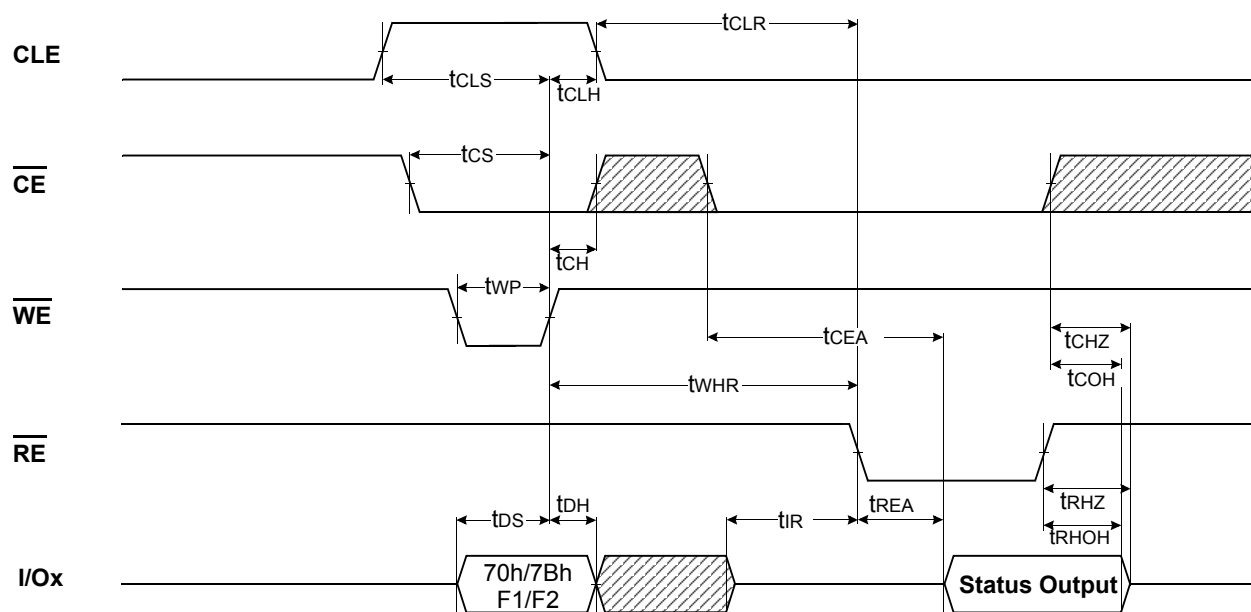 tCLR
CLE
tCLS
tCLH
tCS
CE
tCH
tWP
WE
tCEA
tCHZ
tCOH
tWHR
RE
tDS
tDH
tIR
tREA
tRHZ
tRHOH
I/Ox
70h/7Bh
F1/F2
Status Output